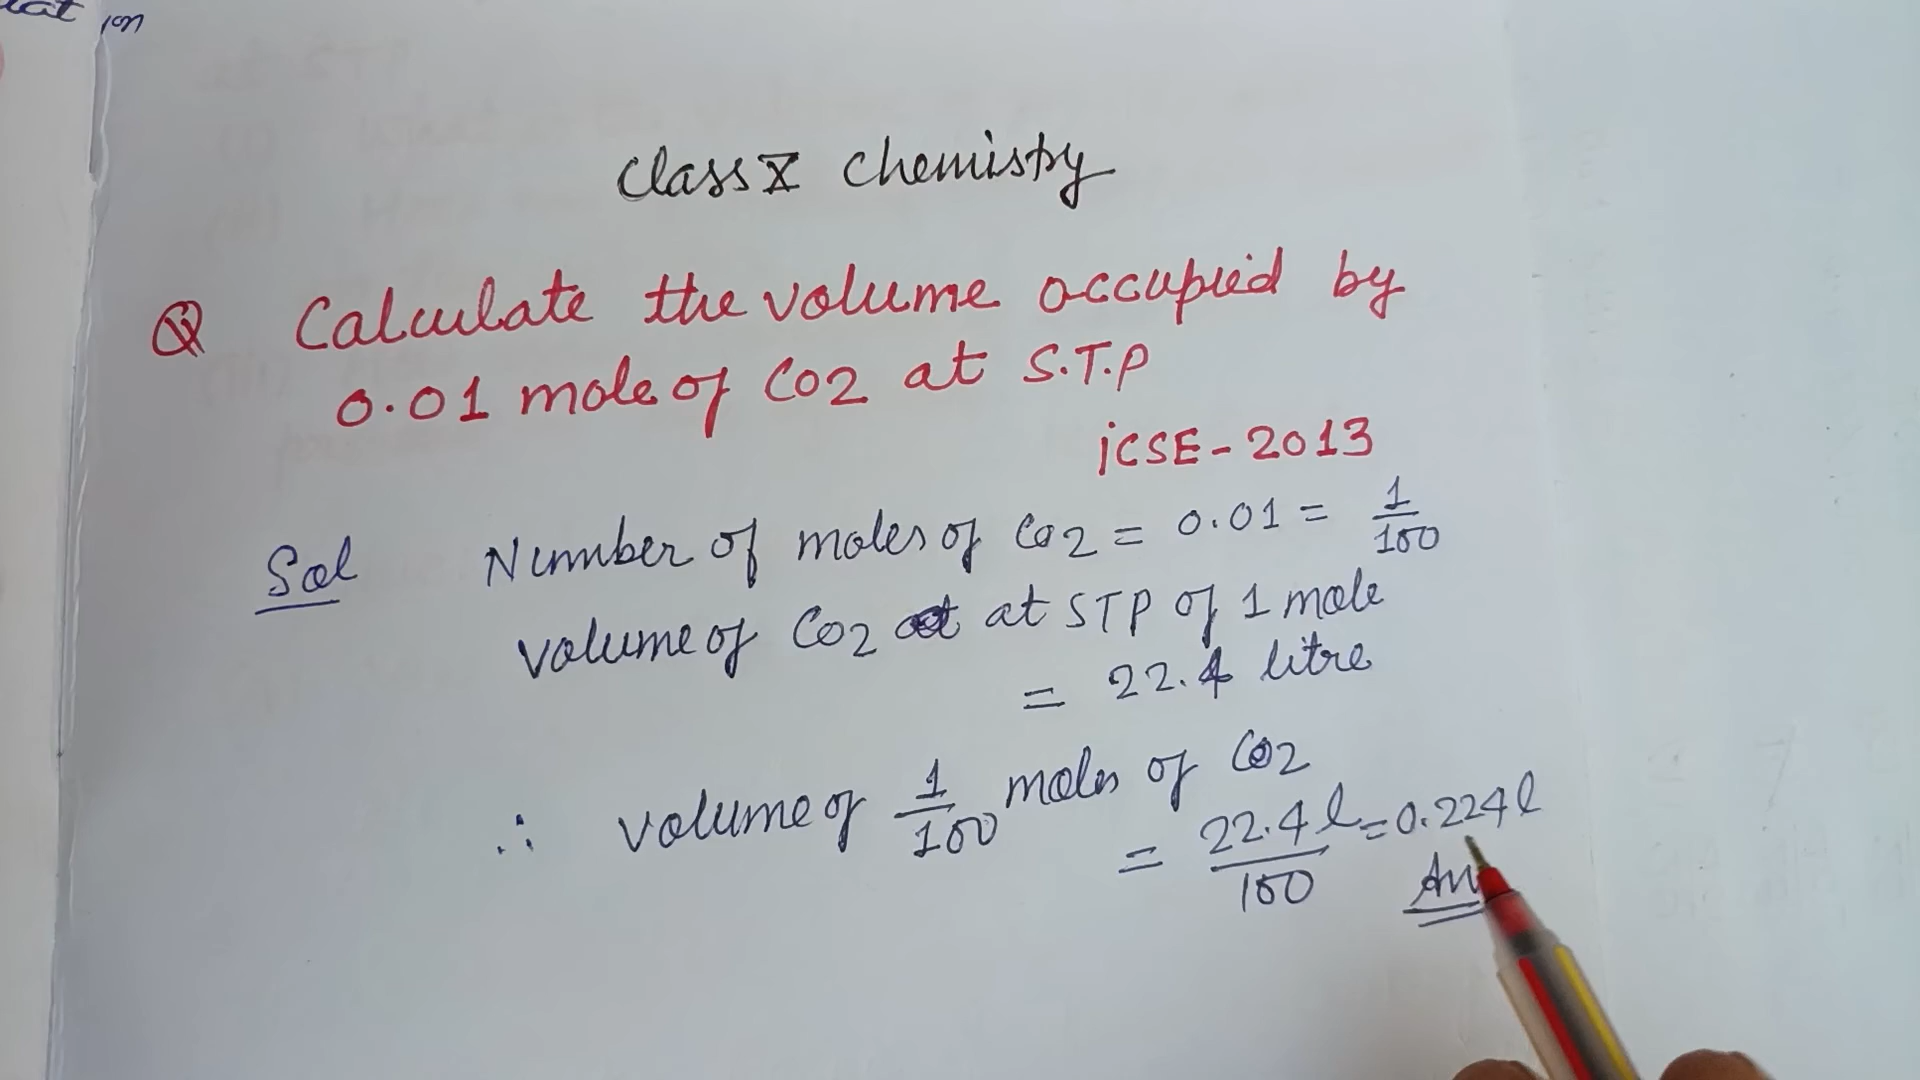 Class X Chemistry
Q Calculate the volume occupied by
0.01 mole of CO2 at S.T.P
iCSE - 2013
Sol Number of moles of CO2 = 0.01 = 1/100
volume of CO2 at STP of 1 mole
= 22.4 litre
∴ volume of 1/100 moles of CO2
= 22.4 l/100 = 0.224 l